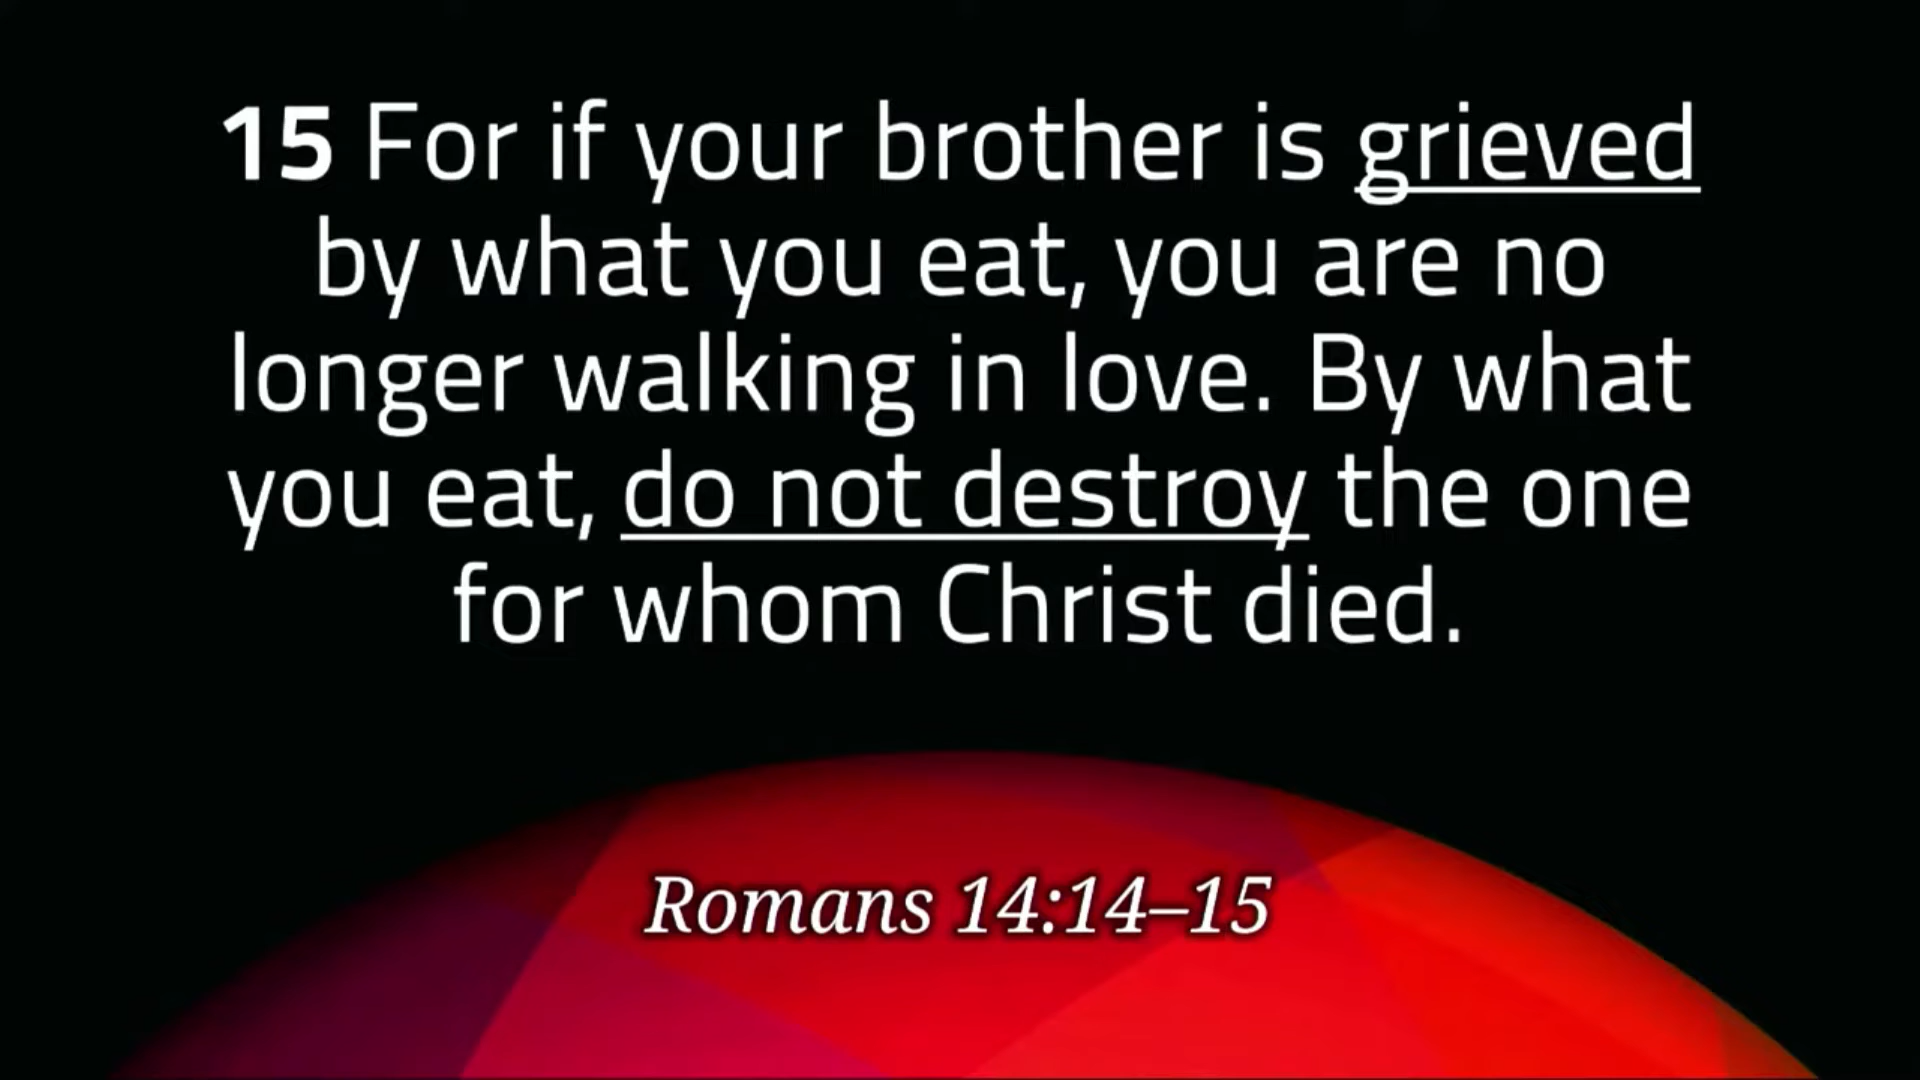 15 For if your brother is grieved
by what you eat, you are no
longer walking in love. By what
you eat, do not destroy the one
for whom Christ died.
Romans 14:14–15